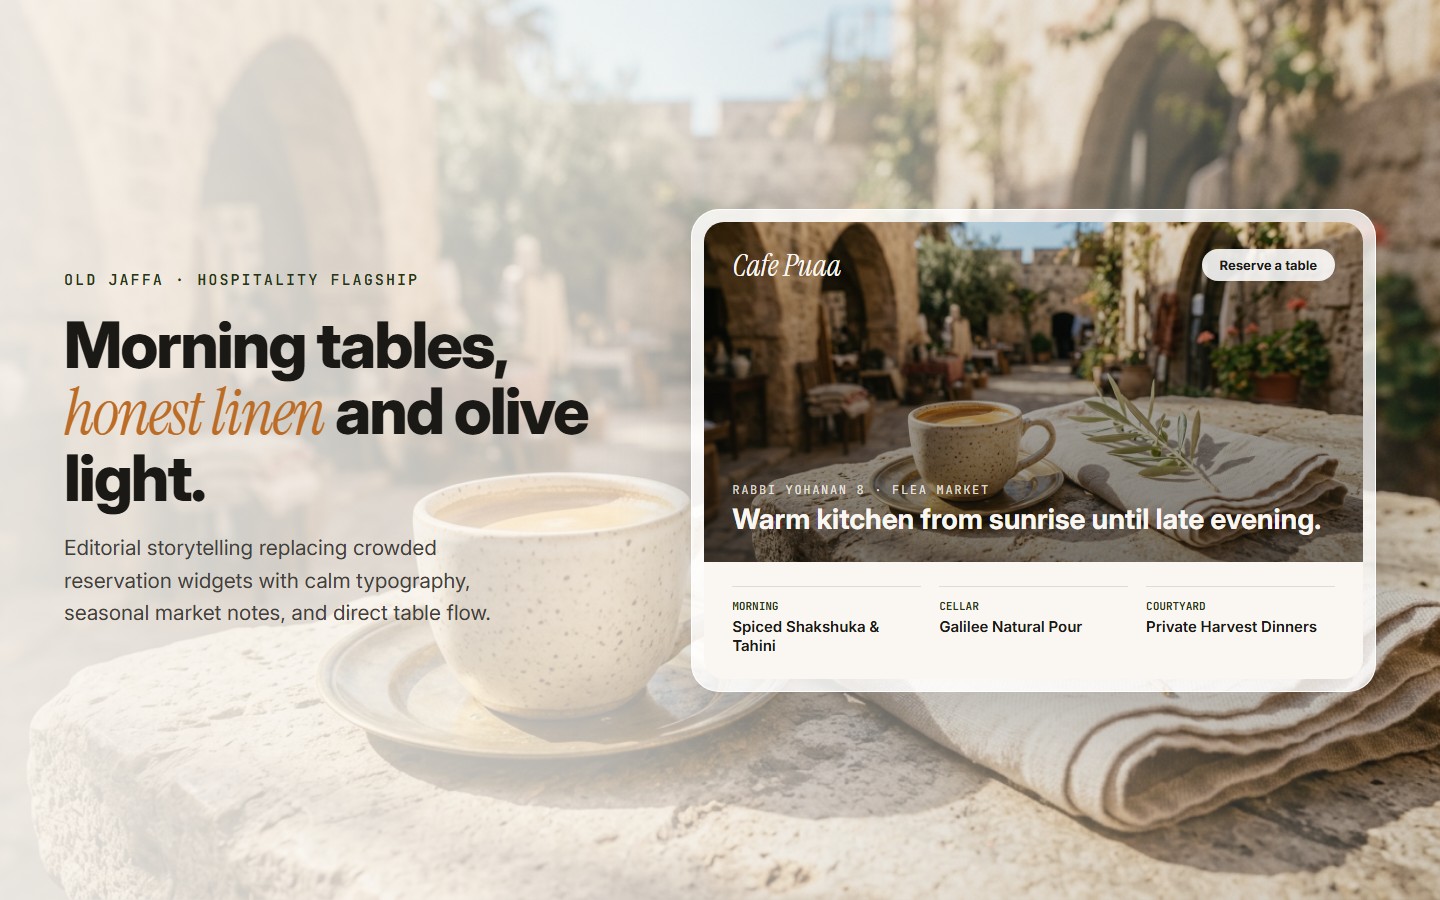 OLD JAFFA · HOSPITALITY FLAGSHIP
Morning tables,
honest linen and olive
light.
Editorial storytelling replacing crowded
reservation widgets with calm typography,
seasonal market notes, and direct table flow.
Cafe Puaa
Reserve a table
RABBI YOHANAN 8 · FLEA MARKET
Warm kitchen from sunrise until late evening.
MORNING
Spiced Shakshuka &
Tahini
CELLAR
Galilee Natural Pour
COURTYARD
Private Harvest Dinners